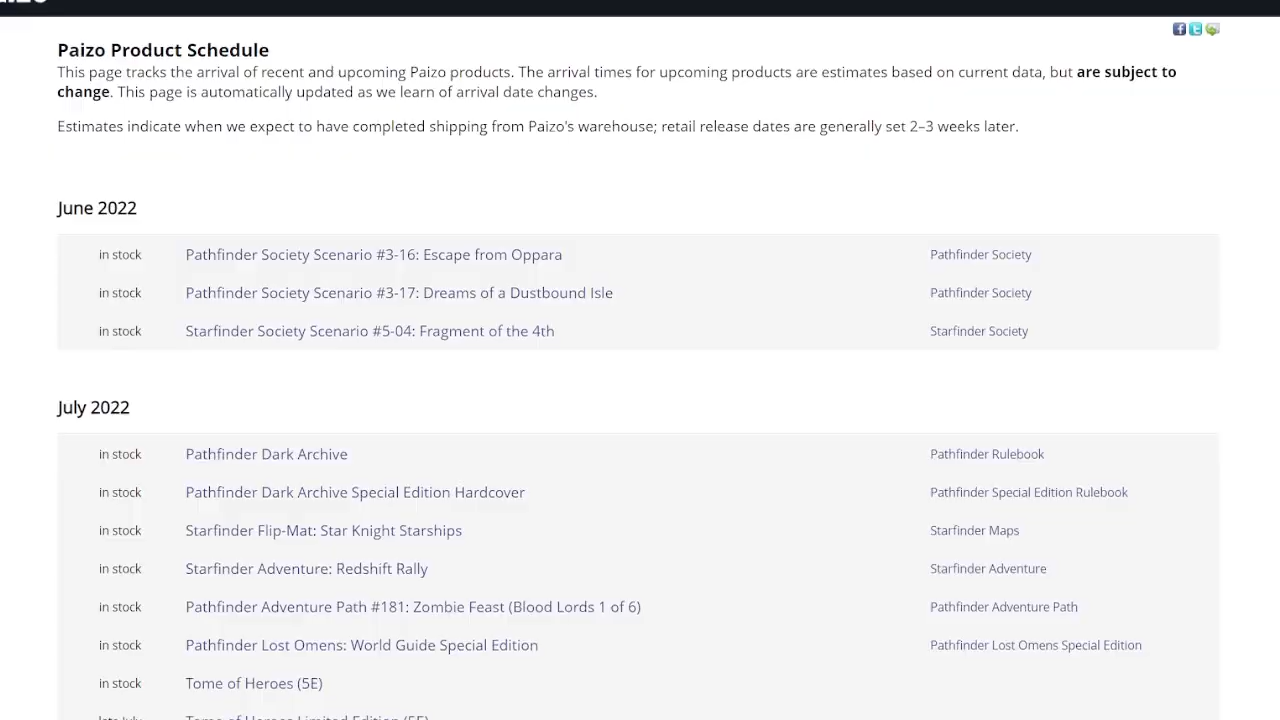 Paizo Product Schedule
This page tracks the arrival of recent and upcoming Paizo products. The arrival times for upcoming products are estimates based on current data, but are subject to
change. This page is automatically updated as we learn of arrival date changes.
Estimates indicate when we expect to have completed shipping from Paizo's warehouse; retail release dates are generally set 2–3 weeks later.
June 2022
in stock Pathfinder Society Scenario #3-16: Escape from Oppara Pathfinder Society
in stock Pathfinder Society Scenario #3-17: Dreams of a Dustbound Isle Pathfinder Society
in stock Starfinder Society Scenario #5-04: Fragment of the 4th Starfinder Society
July 2022
in stock Pathfinder Dark Archive Pathfinder Rulebook
in stock Pathfinder Dark Archive Special Edition Hardcover Pathfinder Special Edition Rulebook
in stock Starfinder Flip-Mat: Star Knight Starships Starfinder Maps
in stock Starfinder Adventure: Redshift Rally Starfinder Adventure
in stock Pathfinder Adventure Path #181: Zombie Feast (Blood Lords 1 of 6) Pathfinder Adventure Path
in stock Pathfinder Lost Omens: World Guide Special Edition Pathfinder Lost Omens Special Edition
in stock Tome of Heroes (5E)
late July Tome of Heroes Limited Edition (5E)